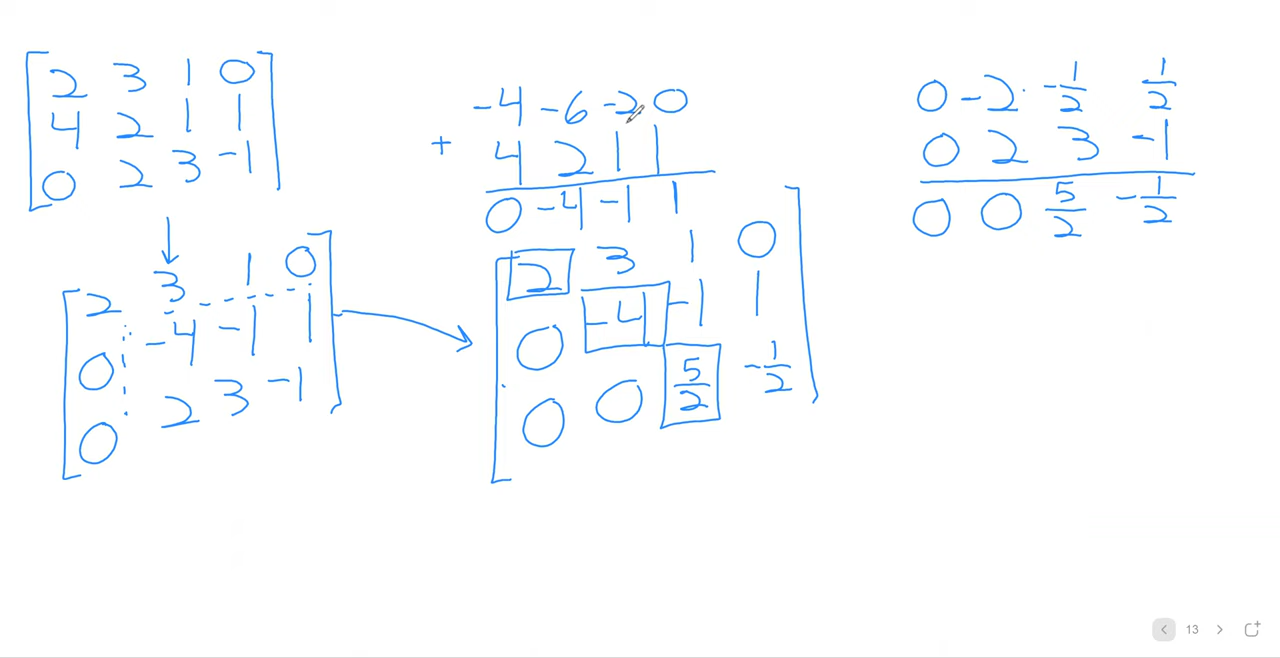 2 3 1 0
4 2 1 1
0 2 3 -1
-4 -6 -2 0
+ 4 2 1 1
0 -4 -1 1
0 -2 -1/2 1/2
0 2 3 -1
0 0 5/2 -1/2
2 3 1 0
0 -4 -1 1
0 2 3 -1
2 3 1 0
0 -4 -1 1
0 0 5/2 -1/2
13